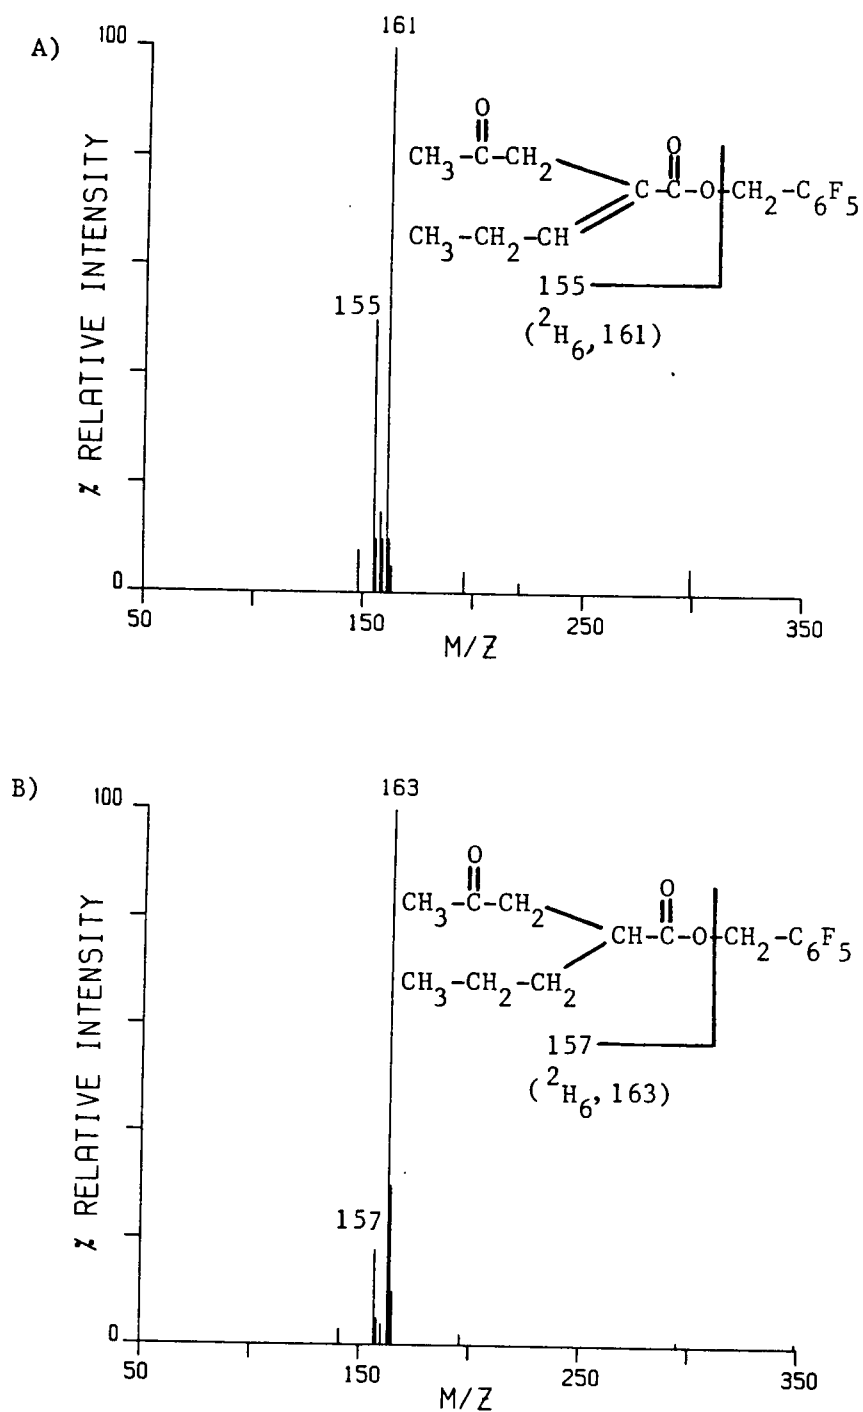 A)
161
100
% RELATIVE INTENSITY
155
0
50 150 250 350
M/Z
O O
CH3-C-CH2
C-C-O-CH2-C6F5
CH3-CH2-CH
155
(2H6, 161)
B)
163
100
% RELATIVE INTENSITY
157
0
50 150 250 350
M/Z
O O
CH3-C-CH2
CH-C-O-CH2-C6F5
CH3-CH2-CH2
157
(2H6, 163)